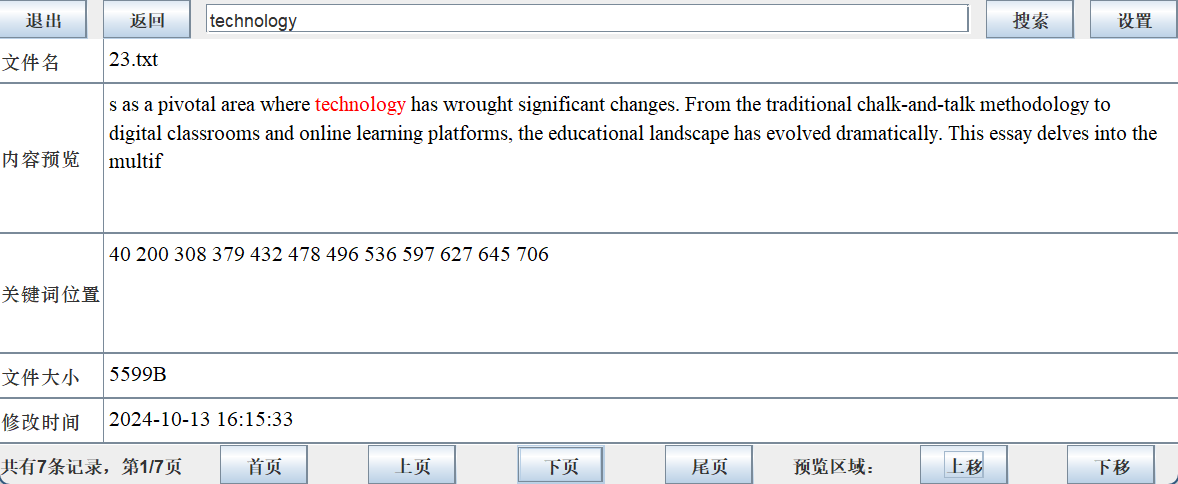 退出 返回 technology 搜索 设置
文件名 23.txt
s as a pivotal area where technology has wrought significant changes. From the traditional chalk-and-talk methodology to
digital classrooms and online learning platforms, the educational landscape has evolved dramatically. This essay delves into the
内容预览 multif
40 200 308 379 432 478 496 536 597 627 645 706
关键词位置
文件大小 5599B
修改时间 2024-10-13 16:15:33
共有7条记录，第1/7页 首页 上页 下页 尾页 预览区域： 上移 下移